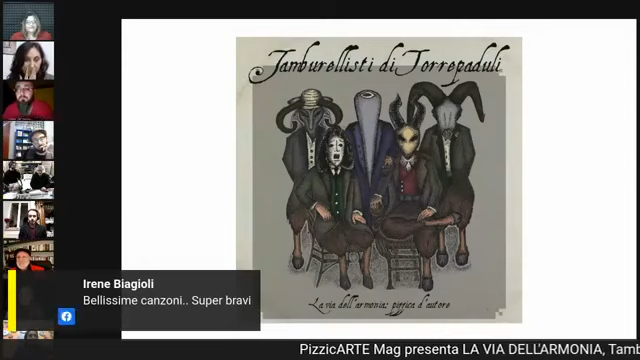 Tamburellisti di Torrepaduli
La via dell'armonia: pizzica d'autore
Irene Biagioli
Bellissime canzoni.. Super bravi
PizzicARTE Mag presenta LA VIA DELL'ARMONIA, Tamb